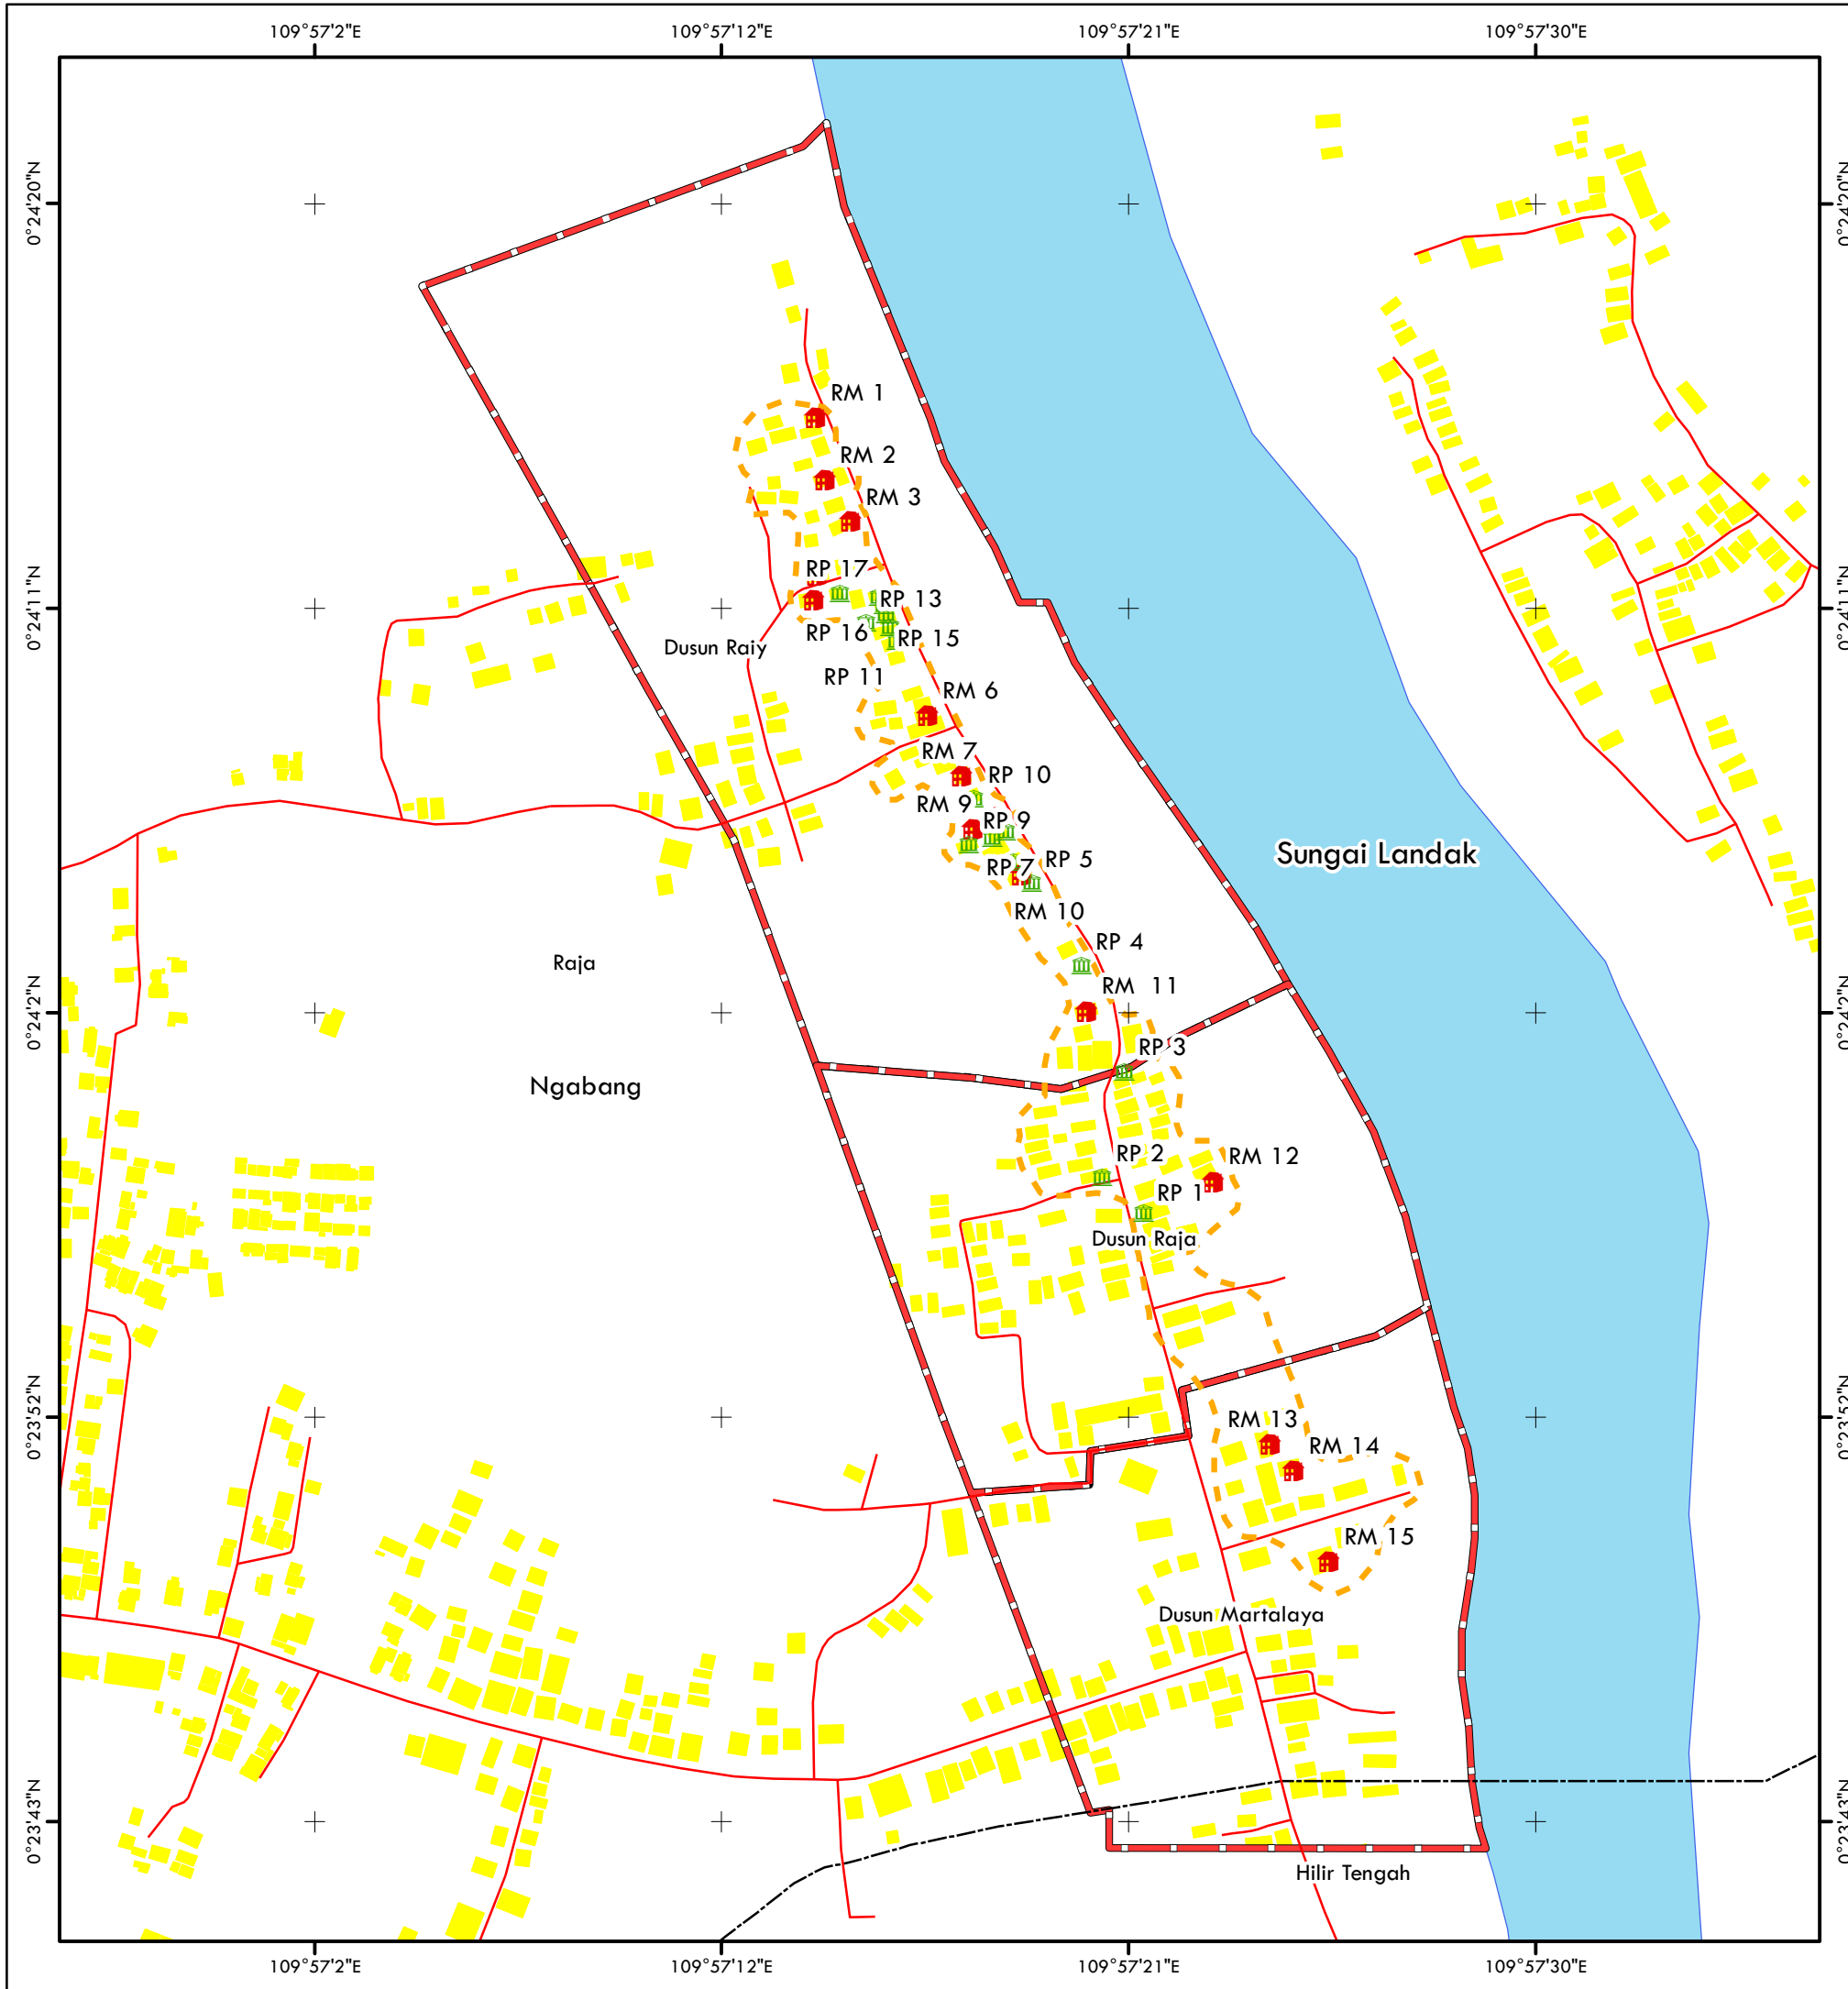 109°57'2"E
109°57'12"E
109°57'21"E
109°57'30"E
0°24'20"N
0°24'20"N
RM 1
RM 2
RM 3
RP 17
RP 13
0°24'11"N
0°24'11"N
RP 16
RP 15
Dusun Raiy
RP 11
RM 6
RM 7
RP 10
RM 9
RP 9
Sungai Landak
RP 5
RP 7
RM 10
RP 4
Raja
RM 11
0°24'2"N
0°24'2"N
RP 3
Ngabang
RP 2
RM 12
RP 1
Dusun Raja
0°23'52"N
0°23'52"N
RM 13
RM 14
RM 15
Dusun Martalaya
0°23'43"N
0°23'43"N
Hilir Tengah
109°57'2"E
109°57'12"E
109°57'21"E
109°57'30"E